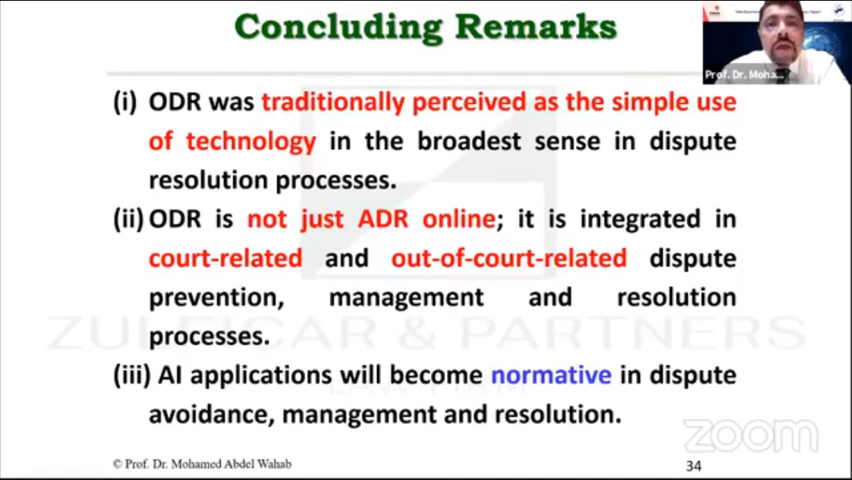 Concluding Remarks
Prof. Dr. Moha...
(i) ODR was traditionally perceived as the simple use
of technology in the broadest sense in dispute
resolution processes.
(ii) ODR is not just ADR online; it is integrated in
court-related and out-of-court-related dispute
prevention, management and resolution
processes.
(iii) AI applications will become normative in dispute
avoidance, management and resolution.
ZULFICAR & PARTNERS
LAW FIRM
zoom
© Prof. Dr. Mohamed Abdel Wahab
34